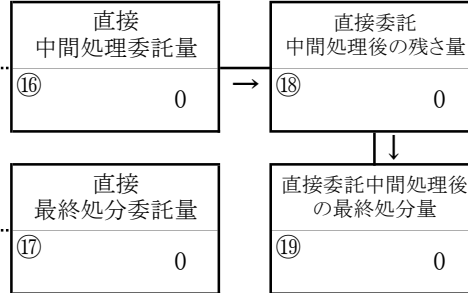 直接
中間処理委託量
⑯
0
→
直接委託
中間処理後の残さ量
⑱
0
↓
直接
最終処分委託量
⑰
0
直接委託中間処理後
の最終処分量
⑲
0